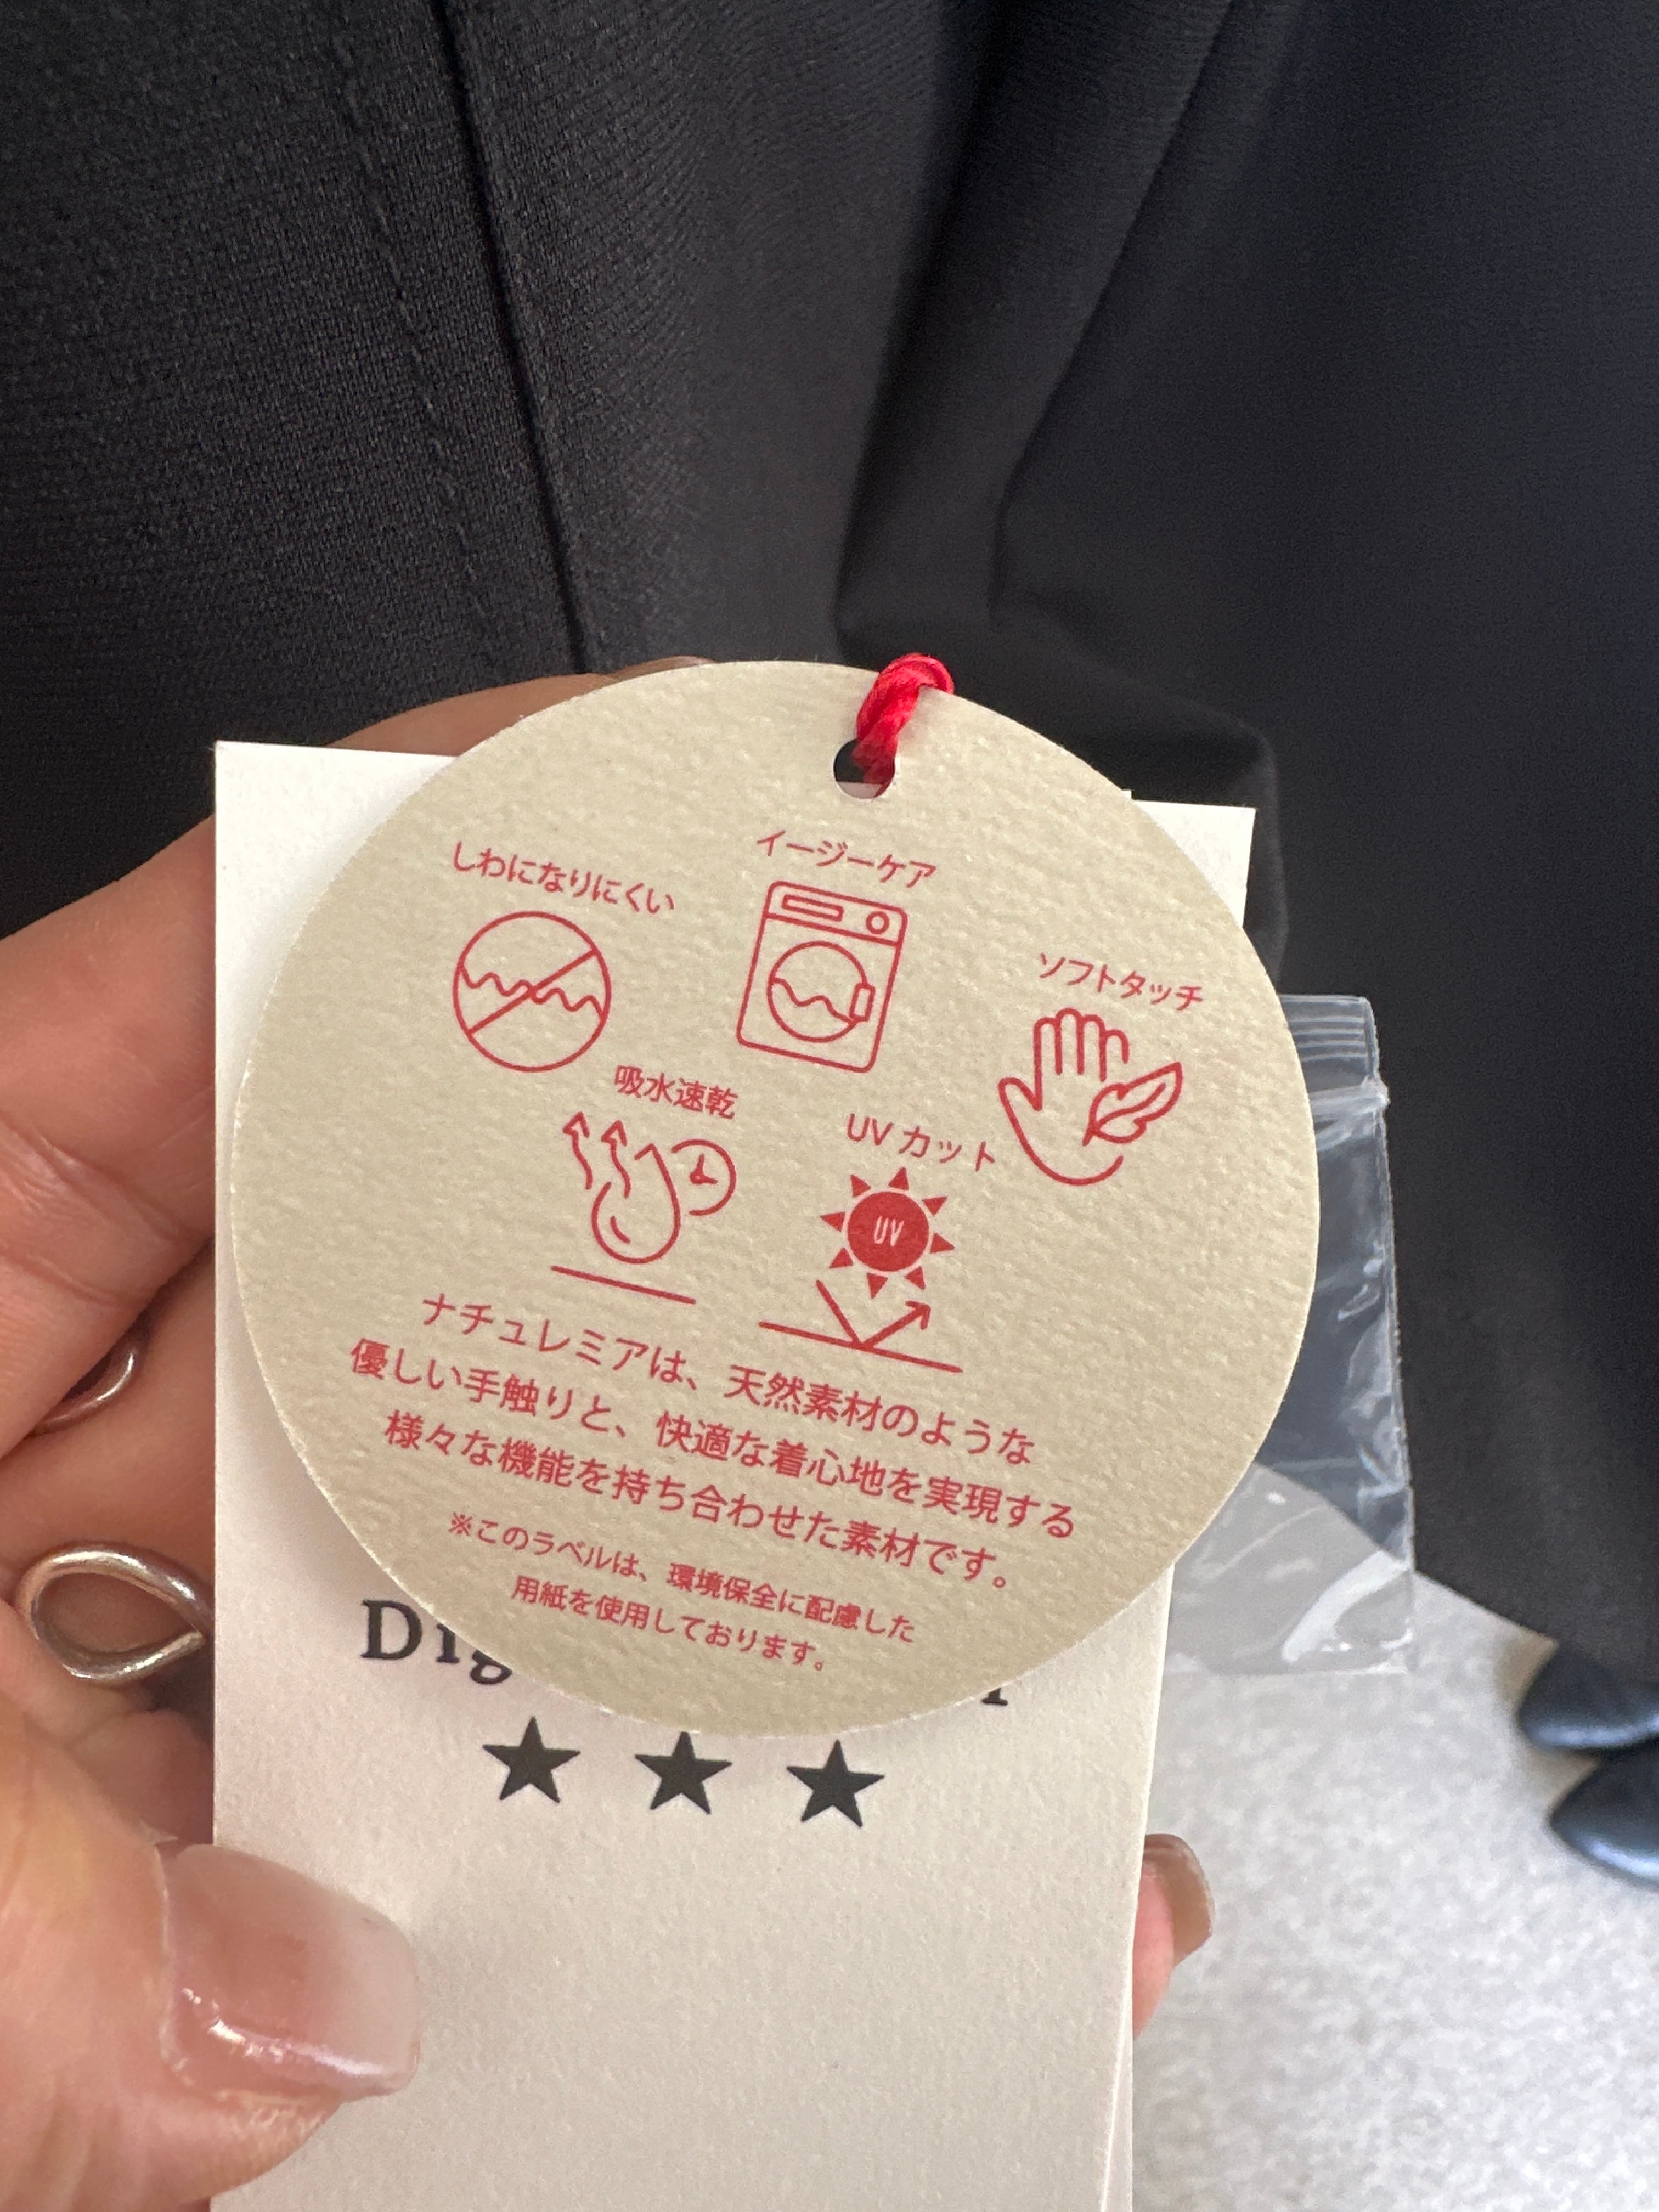 イージーケア
しわになりにくい
ソフトタッチ
吸水速乾
UV カット
UV
ナチュレミアは、天然素材のような
優しい手触りと、快適な着心地を実現する
様々な機能を持ち合わせた素材です。
※このラベルは、環境保全に配慮した
用紙を使用しております。